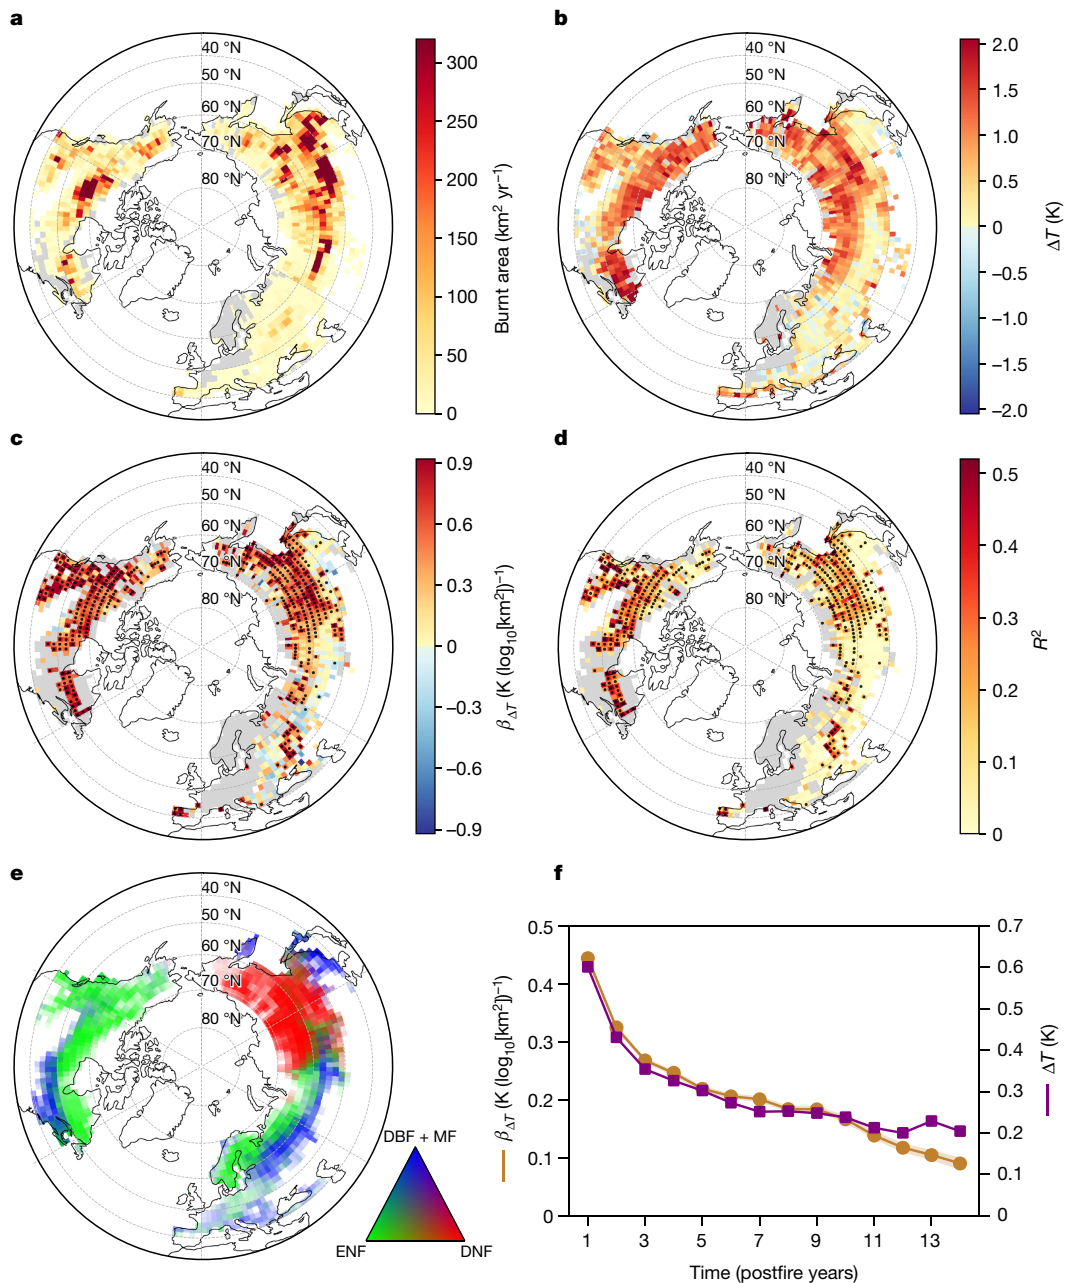 a
40 °N
50 °N
60 °N
70 °N
80 °N
300
250
200
150
100
50
0
Burnt area (km² yr⁻¹)
b
40 °N
50 °N
60 °N
70 °N
80 °N
2.0
1.5
1.0
0.5
0
−0.5
−1.0
−1.5
−2.0
ΔT (K)
c
40 °N
50 °N
60 °N
70 °N
80 °N
0.9
0.6
0.3
0
−0.3
−0.6
−0.9
β_ΔT (K (log₁₀[km²])⁻¹)
d
40 °N
50 °N
60 °N
70 °N
80 °N
0.5
0.4
0.3
0.2
0.1
0
R²
e
40 °N
50 °N
60 °N
70 °N
80 °N
DBF + MF
ENF
DNF
f
0.5
0.4
0.3
0.2
0.1
0
β_ΔT (K (log₁₀[km²])⁻¹)
0.7
0.6
0.5
0.4
0.3
0.2
0.1
0
ΔT (K)
1 3 5 7 9 11 13
Time (postfire years)